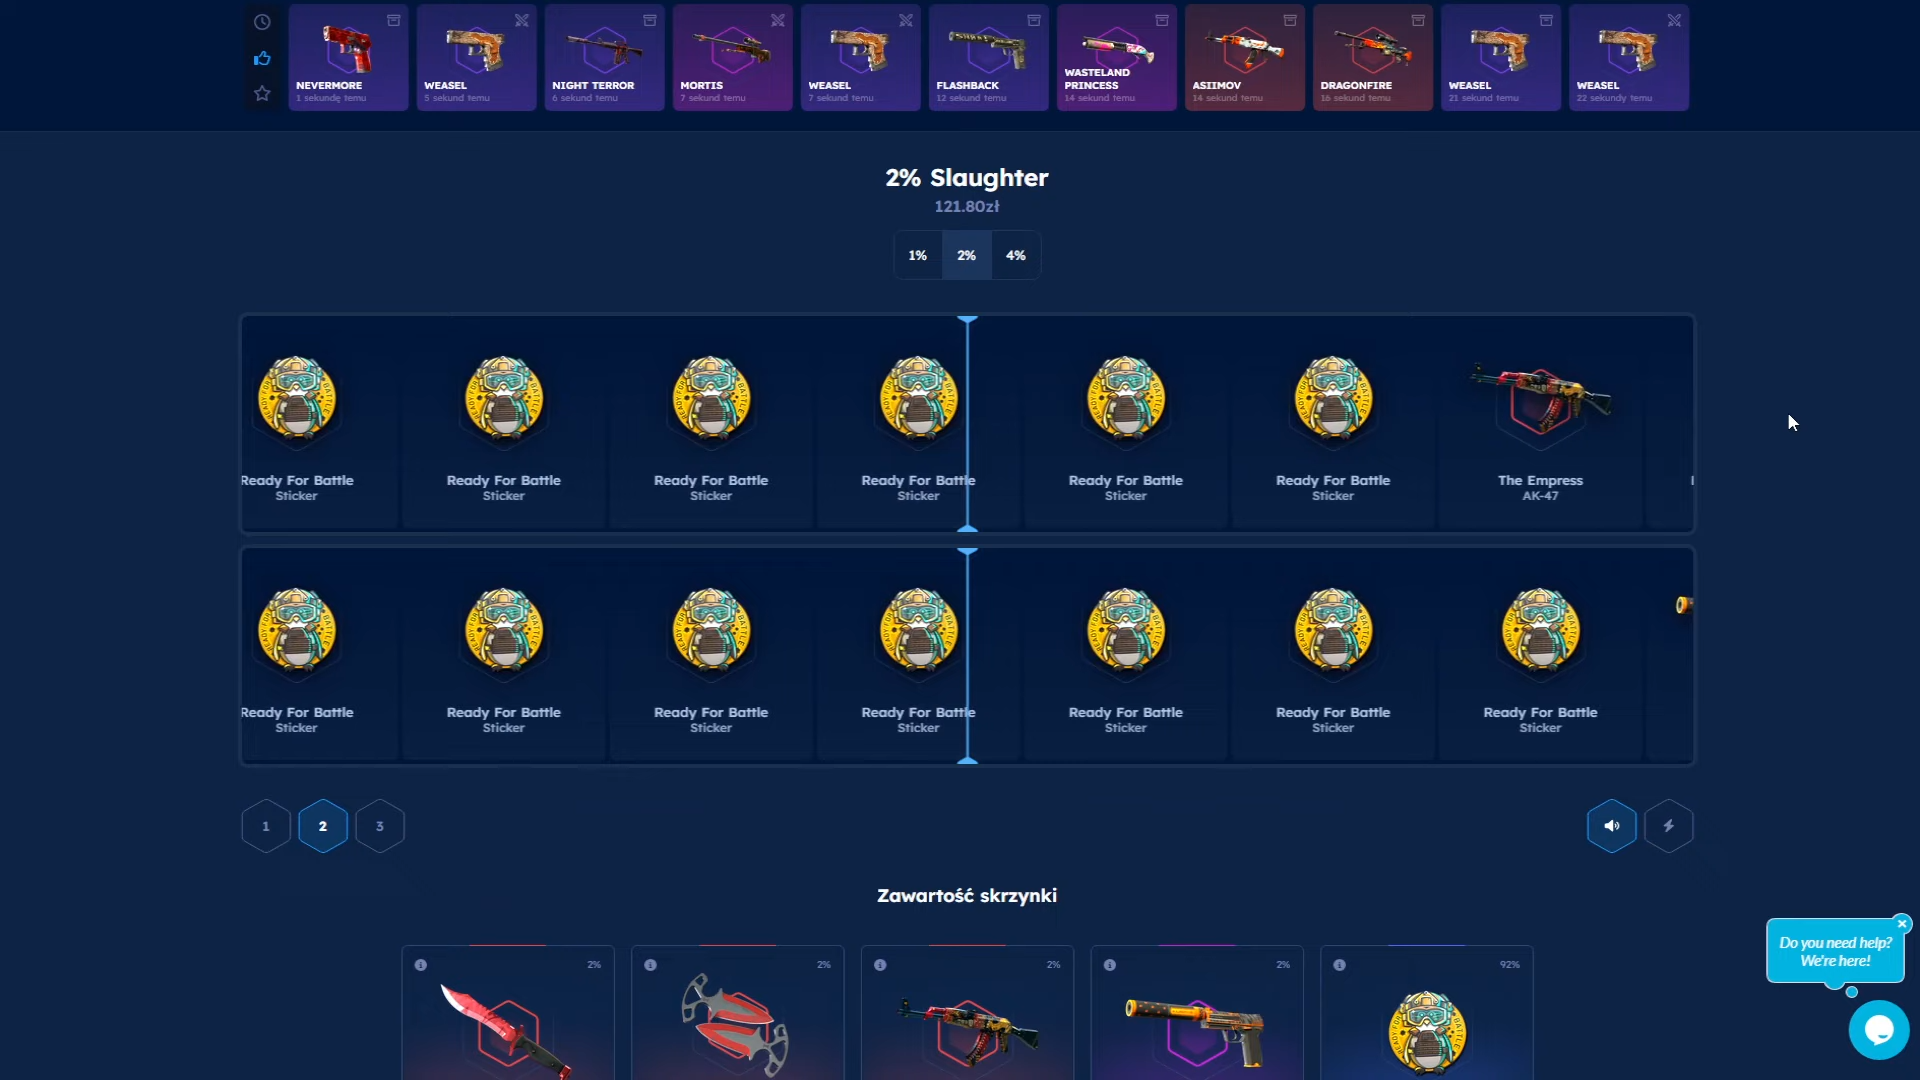 NEVERMORE
1 sekundę temu
WEASEL
5 sekund temu
NIGHT TERROR
6 sekund temu
MORTIS
7 sekund temu
WEASEL
7 sekund temu
FLASHBACK
12 sekund temu
WASTELAND
PRINCESS
14 sekund temu
ASIIMOV
14 sekund temu
DRAGONFIRE
16 sekund temu
WEASEL
21 sekund temu
WEASEL
22 sekundy temu
2% Slaughter
121.80zł
1% 2% 4%
Ready For Battle
Sticker
Ready For Battle
Sticker
Ready For Battle
Sticker
Ready For Battle
Sticker
Ready For Battle
Sticker
Ready For Battle
Sticker
The Empress
AK-47
Ready For Battle
Sticker
Ready For Battle
Sticker
Ready For Battle
Sticker
Ready For Battle
Sticker
Ready For Battle
Sticker
Ready For Battle
Sticker
Ready For Battle
Sticker
1 2 3
Zawartość skrzynki
2%
2%
2%
2%
92%
Do you need help?
We're here!